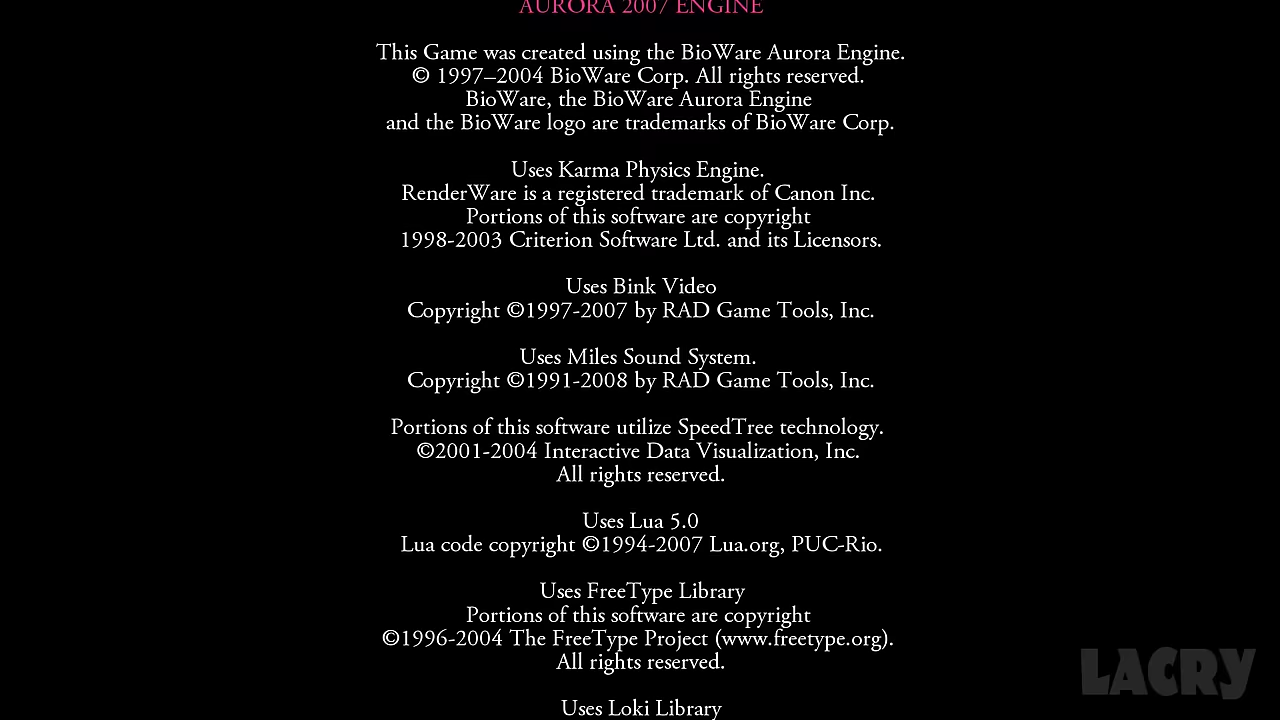 AURORA 2007 ENGINE
This Game was created using the BioWare Aurora Engine.
© 1997–2004 BioWare Corp. All rights reserved.
BioWare, the BioWare Aurora Engine
and the BioWare logo are trademarks of BioWare Corp.
Uses Karma Physics Engine.
RenderWare is a registered trademark of Canon Inc.
Portions of this software are copyright
1998-2003 Criterion Software Ltd. and its Licensors.
Uses Bink Video
Copyright ©1997-2007 by RAD Game Tools, Inc.
Uses Miles Sound System.
Copyright ©1991-2008 by RAD Game Tools, Inc.
Portions of this software utilize SpeedTree technology.
©2001-2004 Interactive Data Visualization, Inc.
All rights reserved.
Uses Lua 5.0
Lua code copyright ©1994-2007 Lua.org, PUC-Rio.
Uses FreeType Library
Portions of this software are copyright
©1996-2004 The FreeType Project (www.freetype.org).
All rights reserved.
Uses Loki Library
LACRY